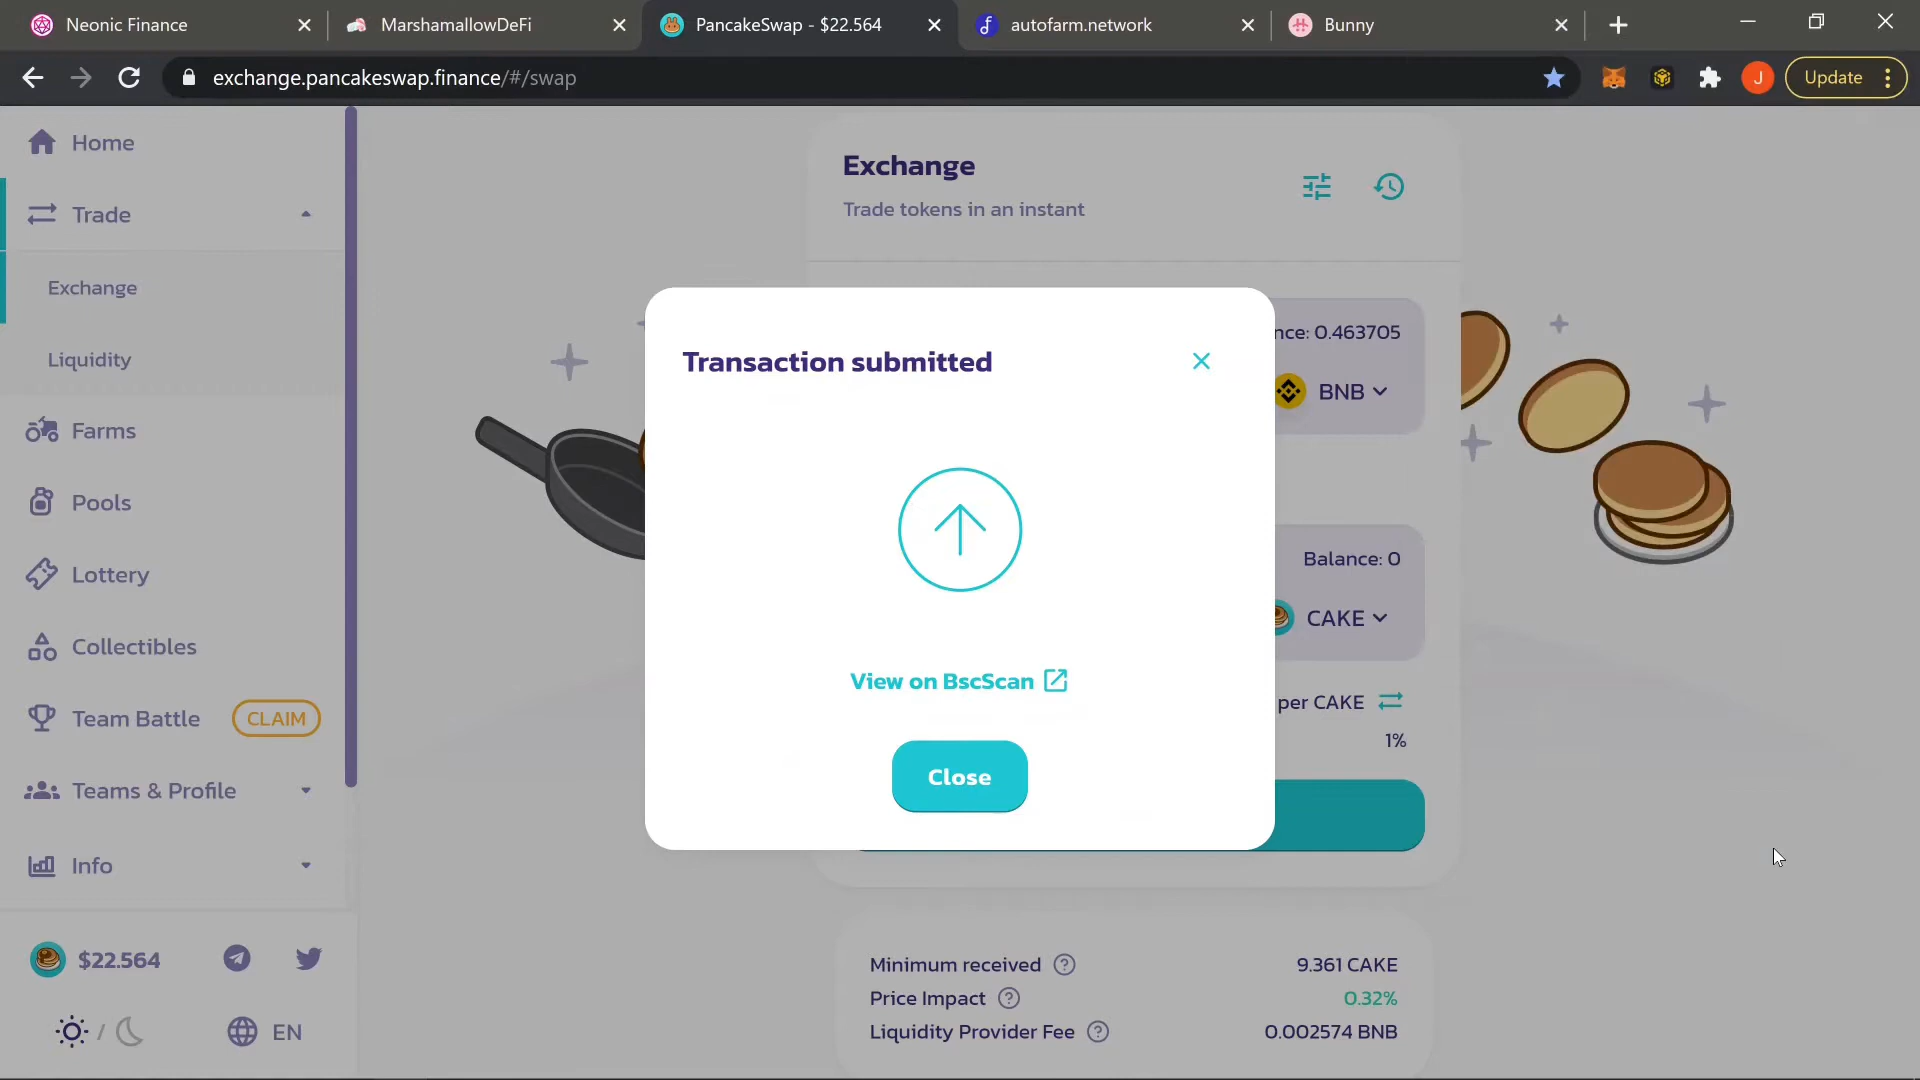 Neonic Finance
MarshamallowDeFi
PancakeSwap - $22.564
autofarm.network
Bunny
exchange.pancakeswap.finance/#/swap
J
Update
Home
Trade
Exchange
Liquidity
Farms
Pools
Lottery
Collectibles
Team Battle
CLAIM
Teams & Profile
Info
$22.564
/
EN
Exchange
Trade tokens in an instant
nce: 0.463705
BNB
Balance: 0
CAKE
per CAKE
1%
Transaction submitted
View on BscScan
Close
Minimum received ?
9.361 CAKE
Price Impact ?
0.32%
Liquidity Provider Fee ?
0.002574 BNB